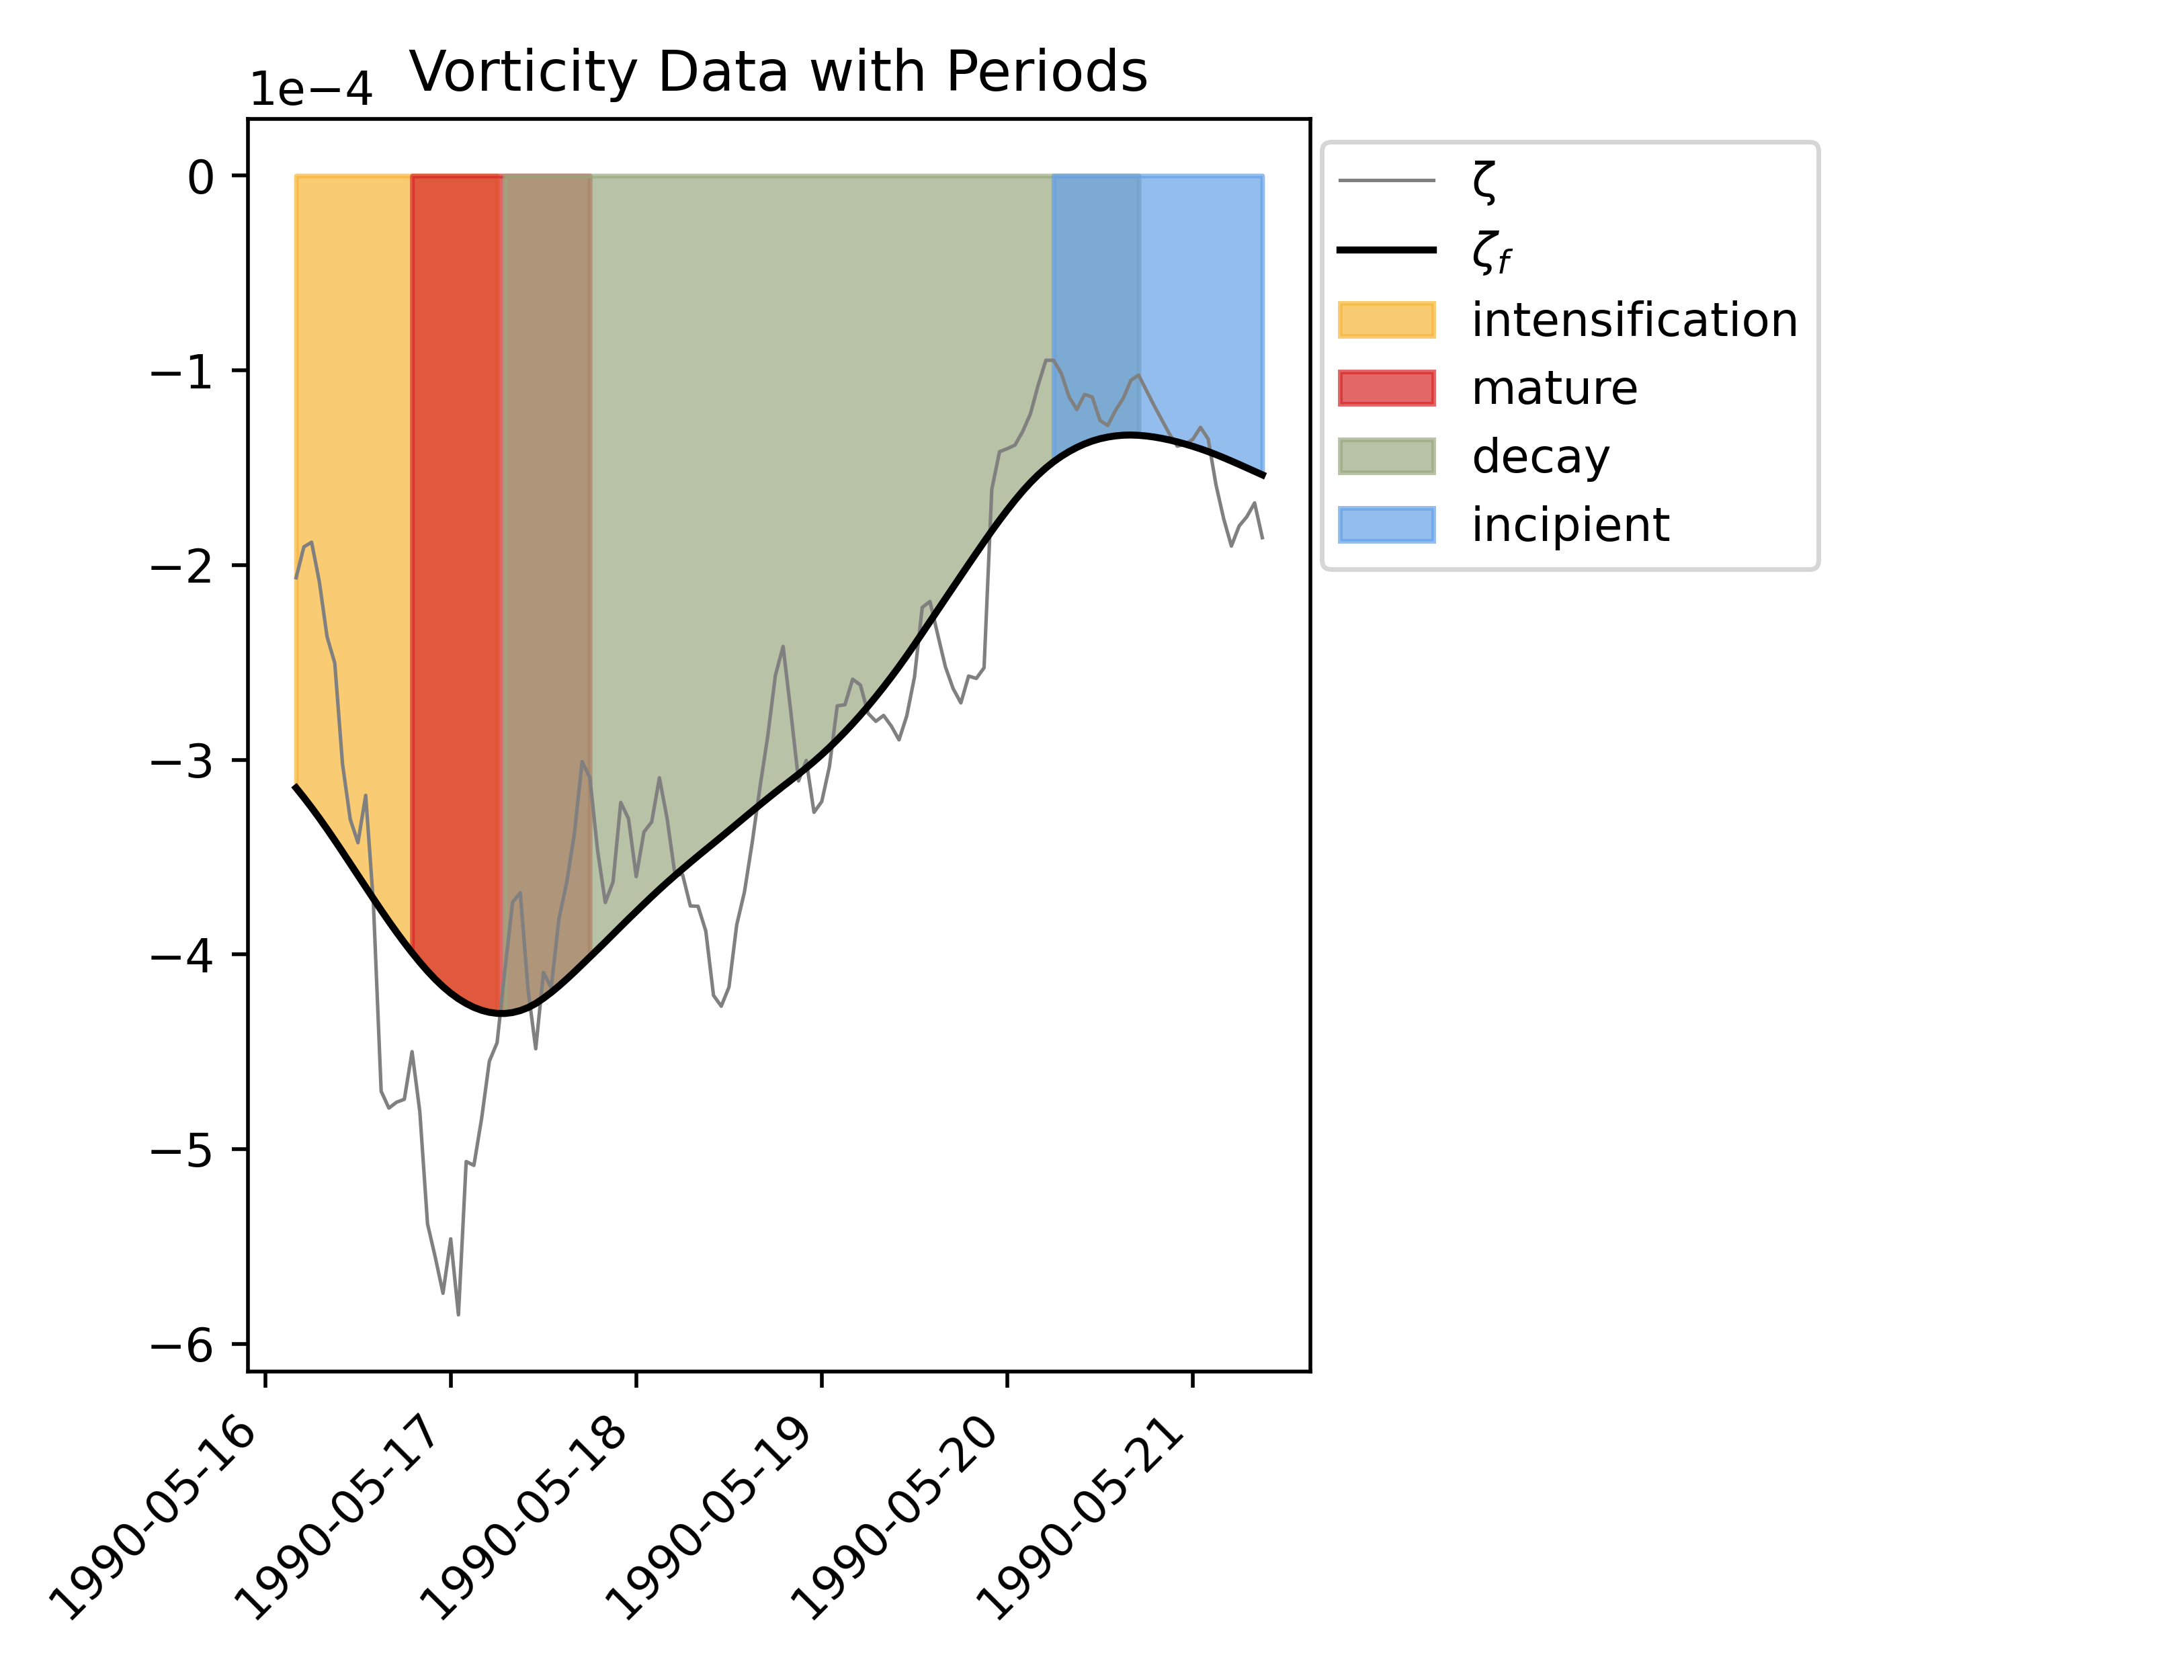 Vorticity Data with Periods
1e−4
0
−1
−2
−3
−4
−5
−6
1990-05-16
1990-05-17
1990-05-18
1990-05-19
1990-05-20
1990-05-21
ζ
ζf
intensification
mature
decay
incipient